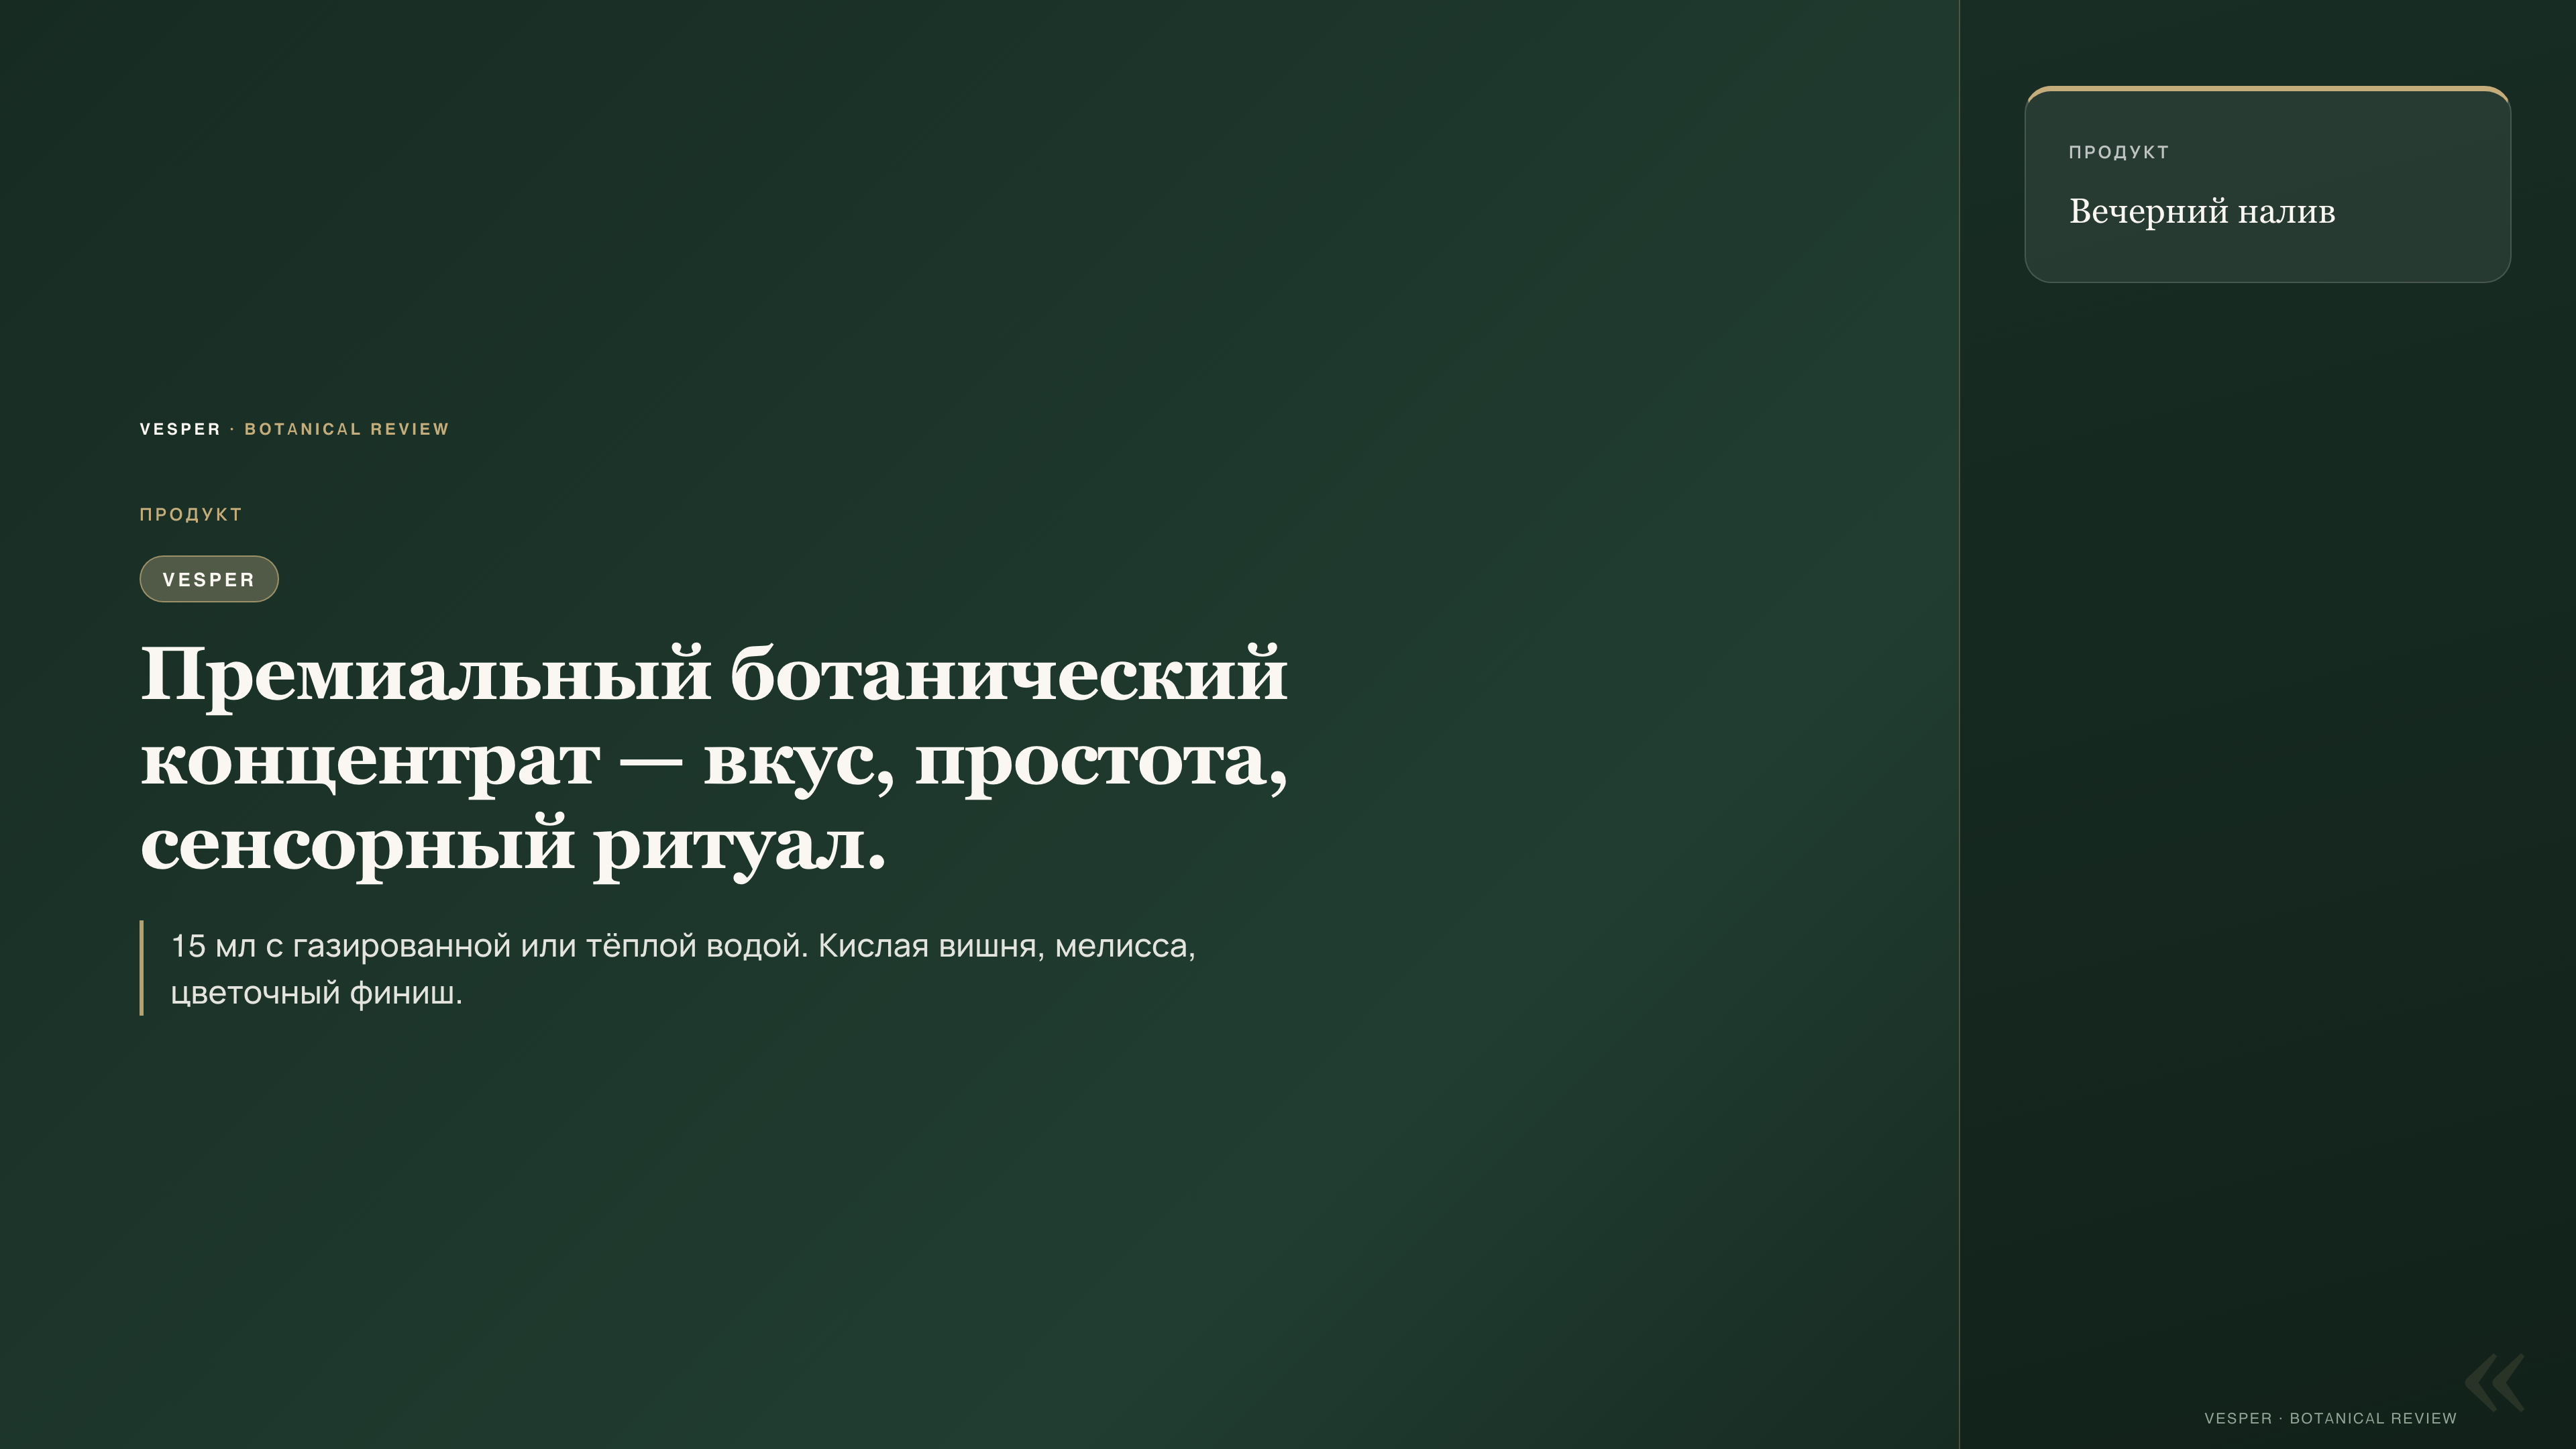 VESPER · BOTANICAL REVIEW
ПРОДУКТ
VESPER
Премиальный ботанический
концентрат — вкус, простота,
сенсорный ритуал.
15 мл с газированной или тёплой водой. Кислая вишня, мелисса,
цветочный финиш.
ПРОДУКТ
Вечерний налив
«
VESPER · BOTANICAL REVIEW